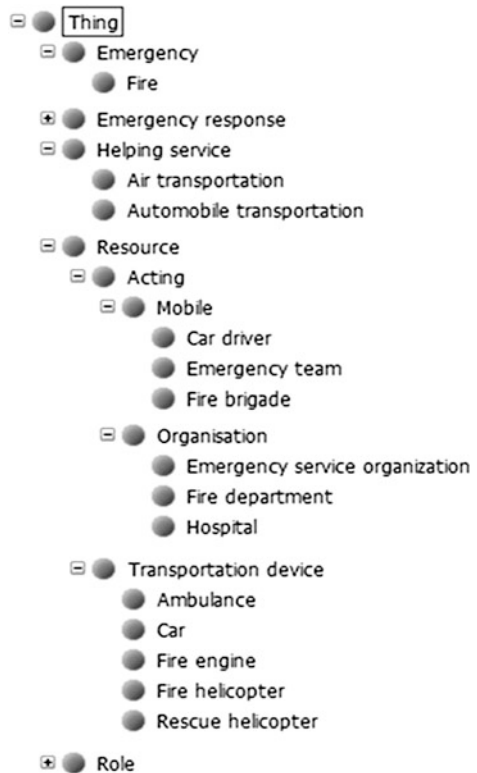 Thing
Emergency
Fire
Emergency response
Helping service
Air transportation
Automobile transportation
Resource
Acting
Mobile
Car driver
Emergency team
Fire brigade
Organisation
Emergency service organization
Fire department
Hospital
Transportation device
Ambulance
Car
Fire engine
Fire helicopter
Rescue helicopter
Role